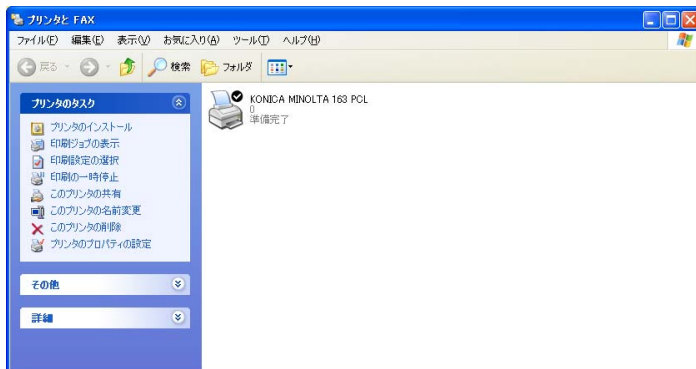 プリンタと FAX
ファイル(F) 編集(E) 表示(V) お気に入り(A) ツール(T) ヘルプ(H)
戻る 検索 フォルダ
プリンタのタスク
プリンタのインストール
印刷ジョブの表示
印刷設定の選択
印刷の一時停止
このプリンタの共有
このプリンタの名前変更
このプリンタの削除
プリンタのプロパティの設定
その他
詳細
KONICA MINOLTA 163 PCL
0
準備完了